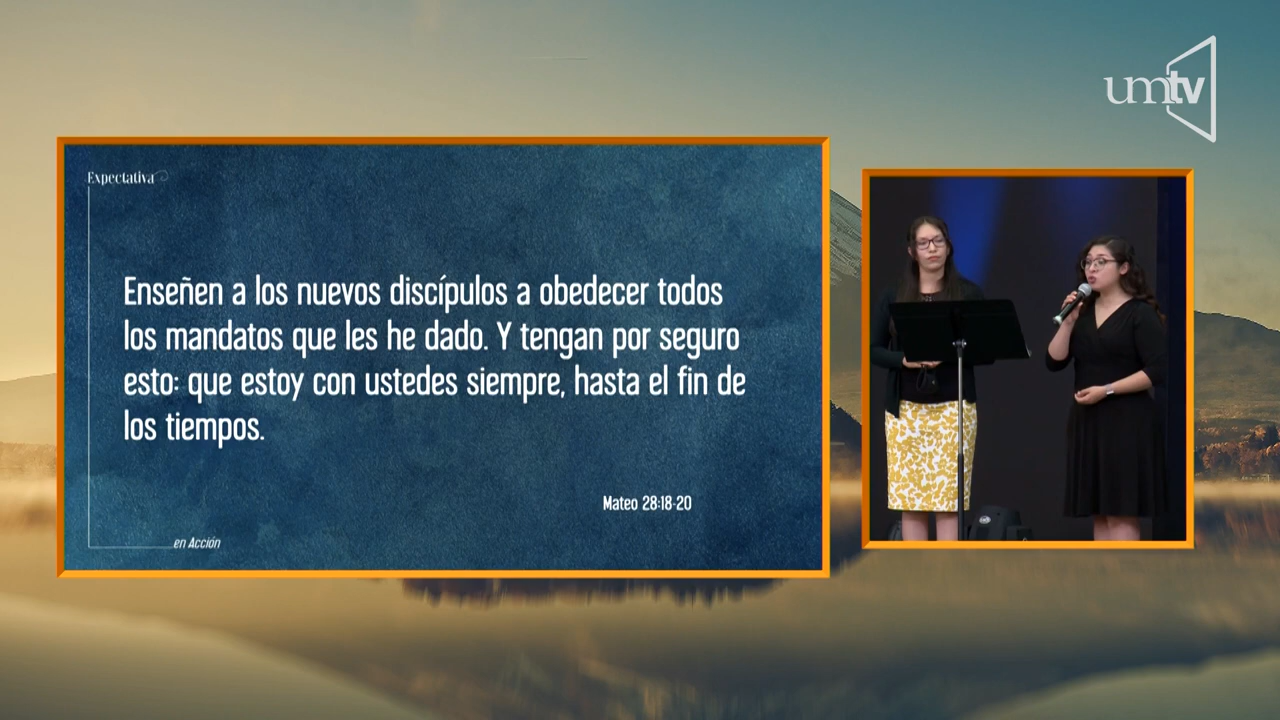 umtv
Expectativa
Enseñen a los nuevos discípulos a obedecer todos
los mandatos que les he dado. Y tengan por seguro
esto: que estoy con ustedes siempre, hasta el fin de
los tiempos.
Mateo 28:18-20
en Acción